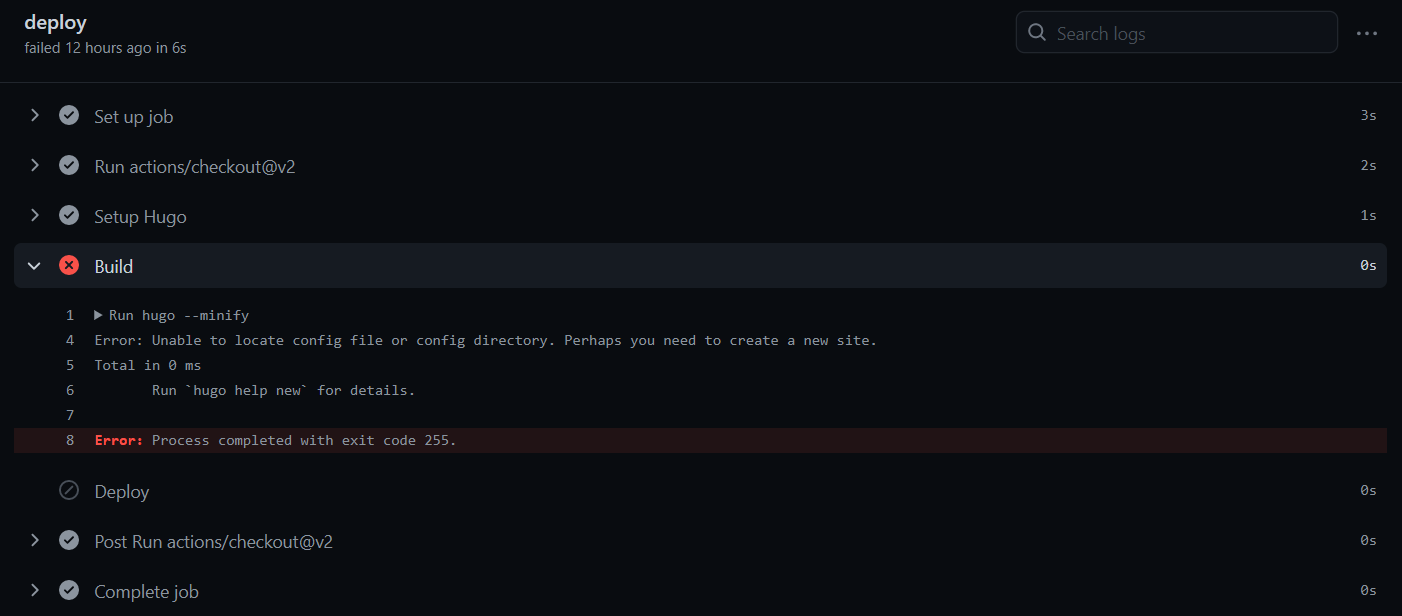 deploy
failed 12 hours ago in 6s
Search logs
Set up job 3s
Run actions/checkout@v2 2s
Setup Hugo 1s
Build 0s
1 Run hugo --minify
4 Error: Unable to locate config file or config directory. Perhaps you need to create a new site.
5 Total in 0 ms
6 Run `hugo help new` for details.
7
8 Error: Process completed with exit code 255.
Deploy 0s
Post Run actions/checkout@v2 0s
Complete job 0s